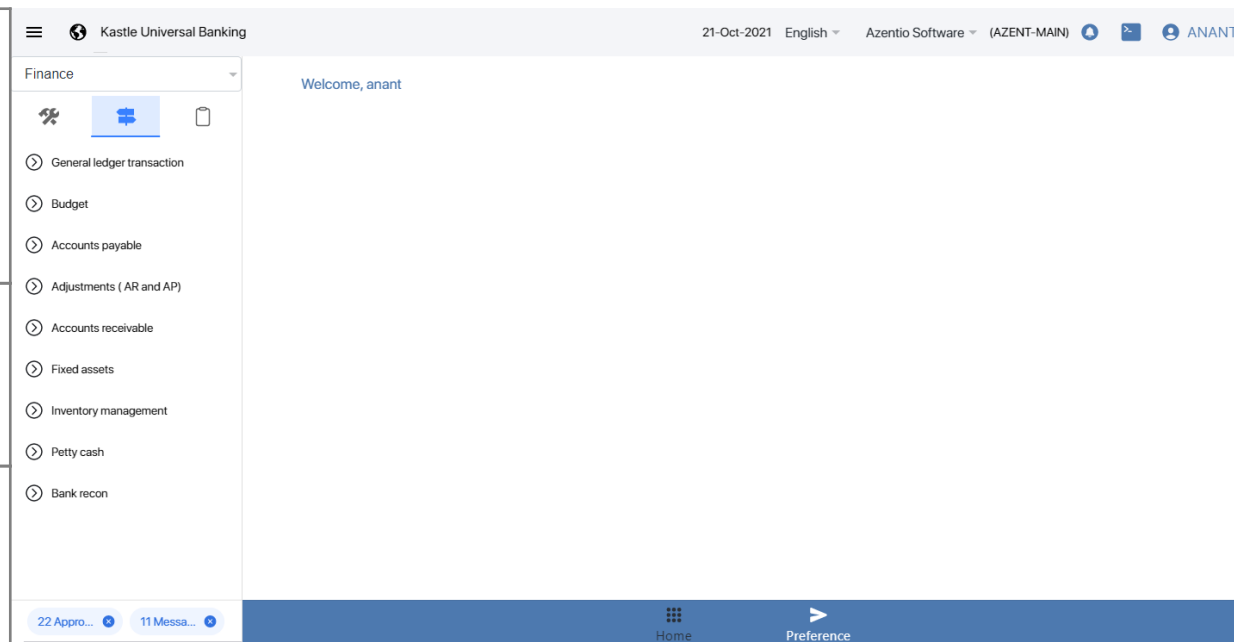 Kastle Universal Banking 21-Oct-2021 English Azentio Software (AZENT-MAIN) ANANT
Finance
Welcome, anant
General ledger transaction
Budget
Accounts payable
Adjustments ( AR and AP)
Accounts receivable
Fixed assets
Inventory management
Petty cash
Bank recon
22 Appro... 11 Messa...
Home Preference